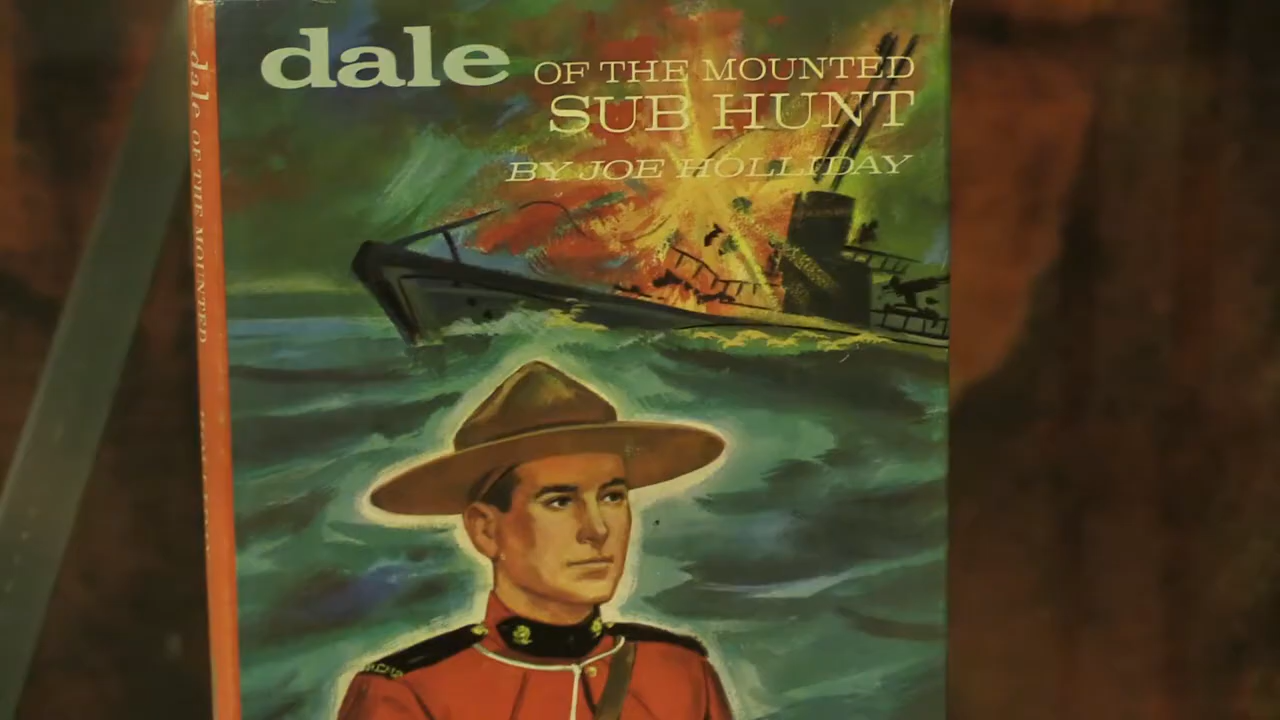 dale
OF THE MOUNTED
SUB HUNT
BY JOE HOLLIDAY
dale OF THE MOUNTED